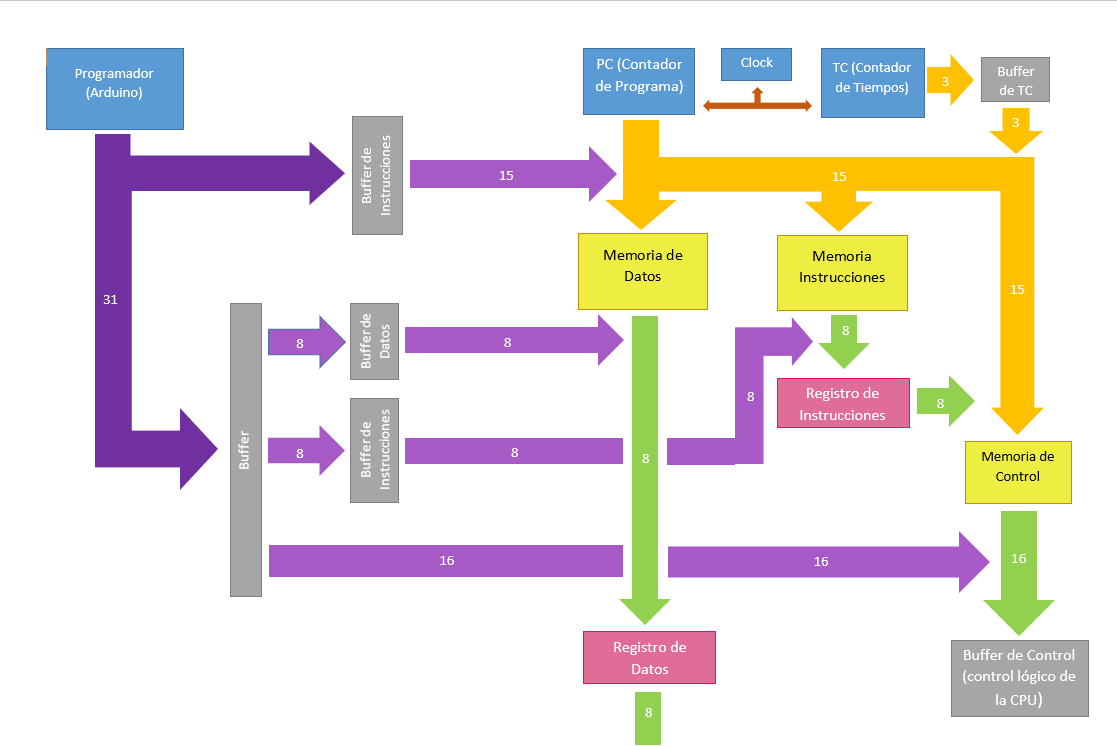 Programador
(Arduino)
PC (Contador
de Programa)
Clock
TC (Contador
de Tiempos)
3
Buffer
de TC
3
Buffer de
Instrucciones
15
15
Memoria de
Datos
Memoria
Instrucciones
31
15
8
Buffer de
Datos
8
8
Registro de
Instrucciones
8
8
Buffer
8
Buffer de
Instrucciones
8
8
Memoria de
Control
16
16
16
Registro de
Datos
Buffer de Control
(control lógico de
la CPU)
8